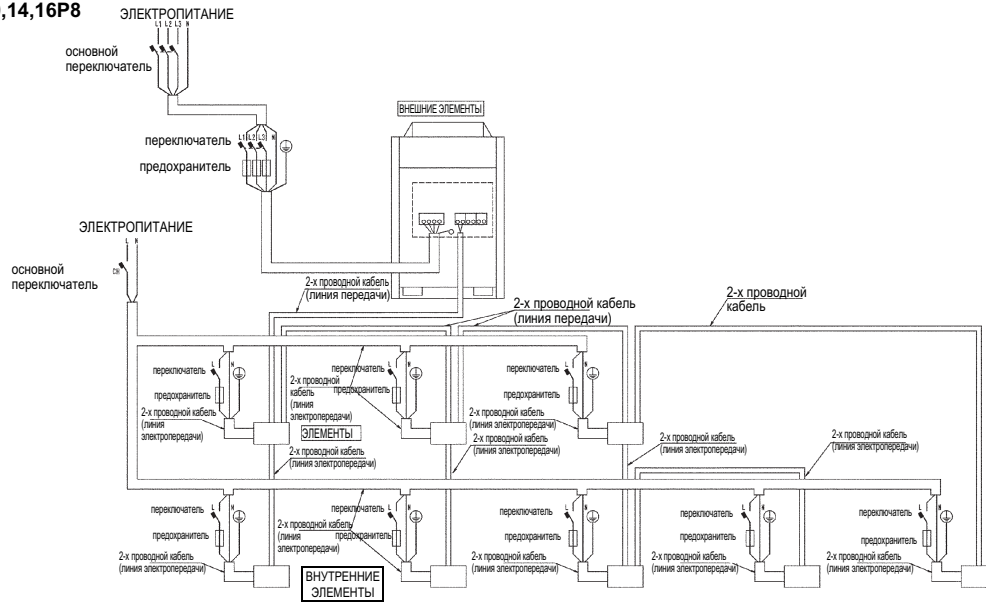 ,14,16P8
ЭЛЕКТРОПИТАНИЕ
L1 L2 L3 N
основной
переключатель
ВНЕШНИЕ ЭЛЕМЕНТЫ
переключатель
L1 L2 L3 N
предохранитель
ЭЛЕКТРОПИТАНИЕ
L N
основной
переключатель
2-х проводной кабель
(линия передачи)
2-х проводной кабель
(линия передачи)
2-х проводной
кабель
переключатель
L N
предохранитель
2-х проводной кабель
(линия
электропередачи)
переключатель
L N
2-х проводной
кабель
(линия
электропередачи)
предохранитель
ЭЛЕМЕНТЫ
переключатель
L N
предохранитель
2-х проводной кабель
(линия электропередачи)
2-х проводной кабель
(линия электропередачи)
2-х проводной кабель
(линия электропередачи)
2-х проводной кабель
(линия электропередачи)
2-х проводной кабель
(линия электропередачи)
переключатель
L N
предохранитель
2-х проводной кабель
(линия электропередачи)
переключатель
L N
2-х проводной кабель
(линия
электропередачи)
предохранитель
переключатель
L N
предохранитель
2-х проводной кабель
(линия электропередачи)
переключатель
L N
предохранитель
2-х проводной кабель
(линия электропередачи)
переключатель
L N
предохранитель
2-х проводной кабель
(линия электропередачи)
ВНУТРЕННИЕ
ЭЛЕМЕНТЫ